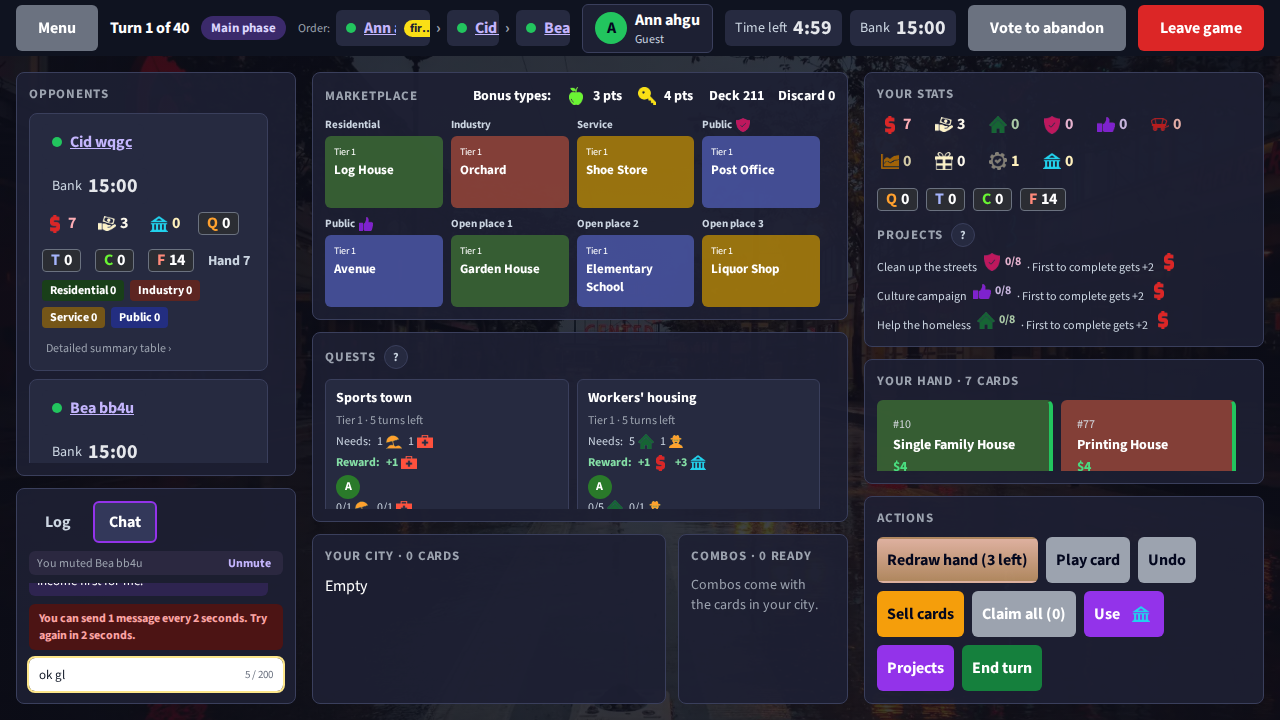 Menu
Turn 1 of 40
Main phase
Order:
Ann
fir...
›
Cid
›
Bea
A
Ann ahgu
Guest
Time left 4:59
Bank 15:00
Vote to abandon
Leave game
OPPONENTS
Cid wqgc
Bank 15:00
7 3 0 Q 0
T 0 C 0 F 14 Hand 7
Residential 0 Industry 0
Service 0 Public 0
Detailed summary table ›
Bea bb4u
Bank 15:00
Log
Chat
You muted Bea bb4u Unmute
income first for me.
You can send 1 message every 2 seconds. Try
again in 2 seconds.
ok gl 5 / 200
MARKETPLACE
Bonus types: 3 pts 4 pts Deck 211 Discard 0
Residential Industry Service Public
Tier 1 Tier 1 Tier 1 Tier 1
Log House Orchard Shoe Store Post Office
Public Open place 1 Open place 2 Open place 3
Tier 1 Tier 1 Tier 1 Tier 1
Avenue Garden House Elementary School Liquor Shop
QUESTS ?
Sports town
Tier 1 · 5 turns left
Needs: 1 1
Reward: +1
A
0/1 0/1
Workers' housing
Tier 1 · 5 turns left
Needs: 5 1
Reward: +1 +3
A
0/5 0/1
YOUR CITY · 0 CARDS
Empty
COMBOS · 0 READY
Combos come with
the cards in your city.
YOUR STATS
7 3 0 0 0 0
0 0 1 0
Q 0 T 0 C 0 F 14
PROJECTS ?
Clean up the streets 0/8 · First to complete gets +2
Culture campaign 0/8 · First to complete gets +2
Help the homeless 0/8 · First to complete gets +2
YOUR HAND · 7 CARDS
#10
Single Family House
$4
#77
Printing House
$4
ACTIONS
Redraw hand (3 left) Play card Undo
Sell cards Claim all (0) Use
Projects End turn